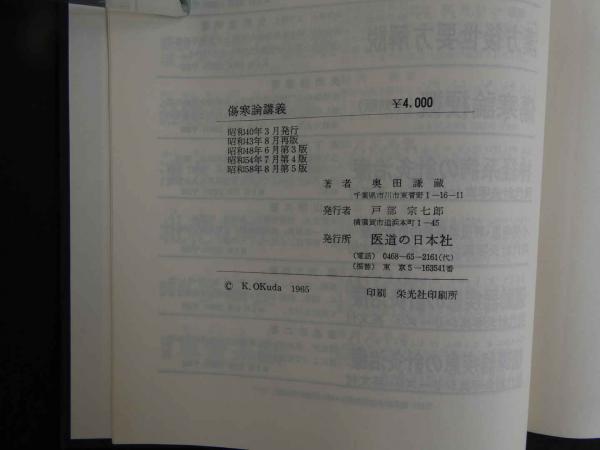 傷寒論講義 ¥4,000
昭和40年3月発行
昭和43年8月再版
昭和48年6月第3版
昭和54年7月第4版
昭和58年8月第5版
著者 奥田謙蔵
千葉県市川市東菅野1-16-11
発行者 戸部宗七郎
横須賀市追浜本町1-45
発行所 医道の日本社
(電話) 0468-65-2161(代)
(振替) 東京5-163541番
© K.OKuda 1965 印刷 栄光社印刷所